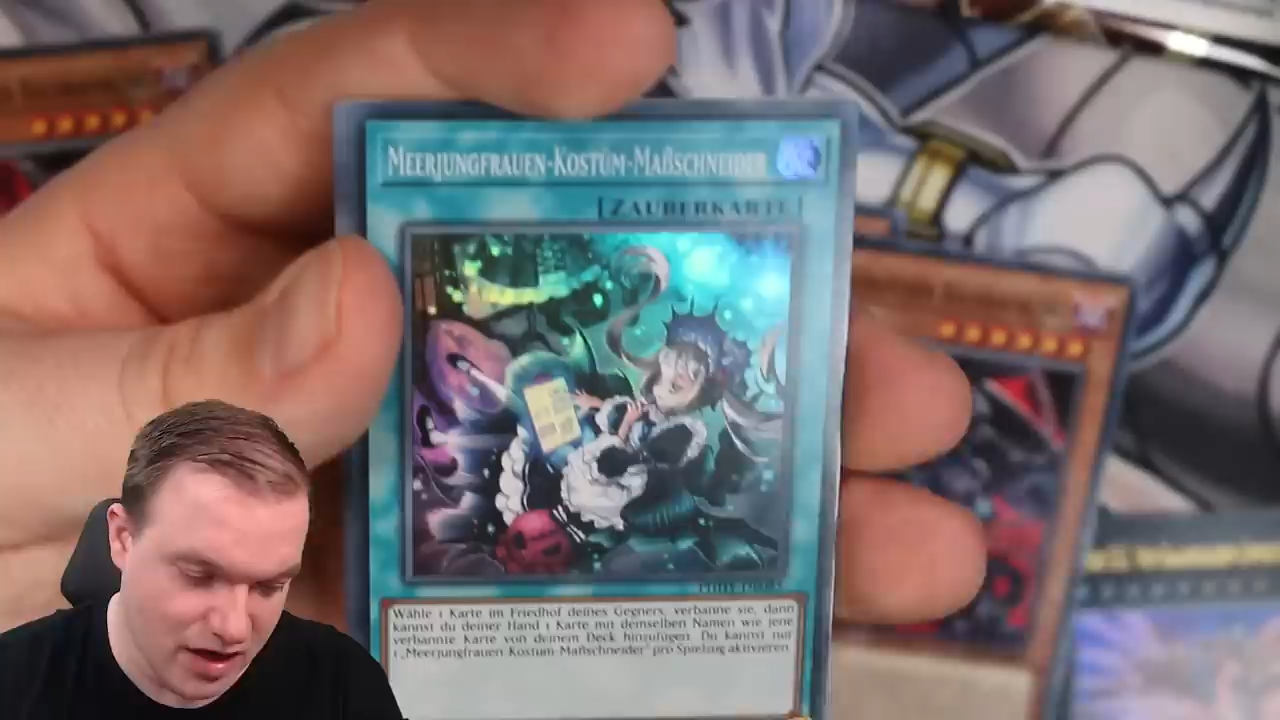 MEERJUNGFRAUEN-KOSTÜM-MAßSCHNEIDER
[ZAUBERKARTE]
Wähle 1 Karte im Friedhof deines Gegners, verbanne sie, dann
kannst du deiner Hand 1 Karte mit demselben Namen wie jene
verbannte Karte von deinem Deck hinzufügen. Du kannst nur
1 „Meerjungfrauen-Kostüm-Maßschneider" pro Spielzug aktivieren.